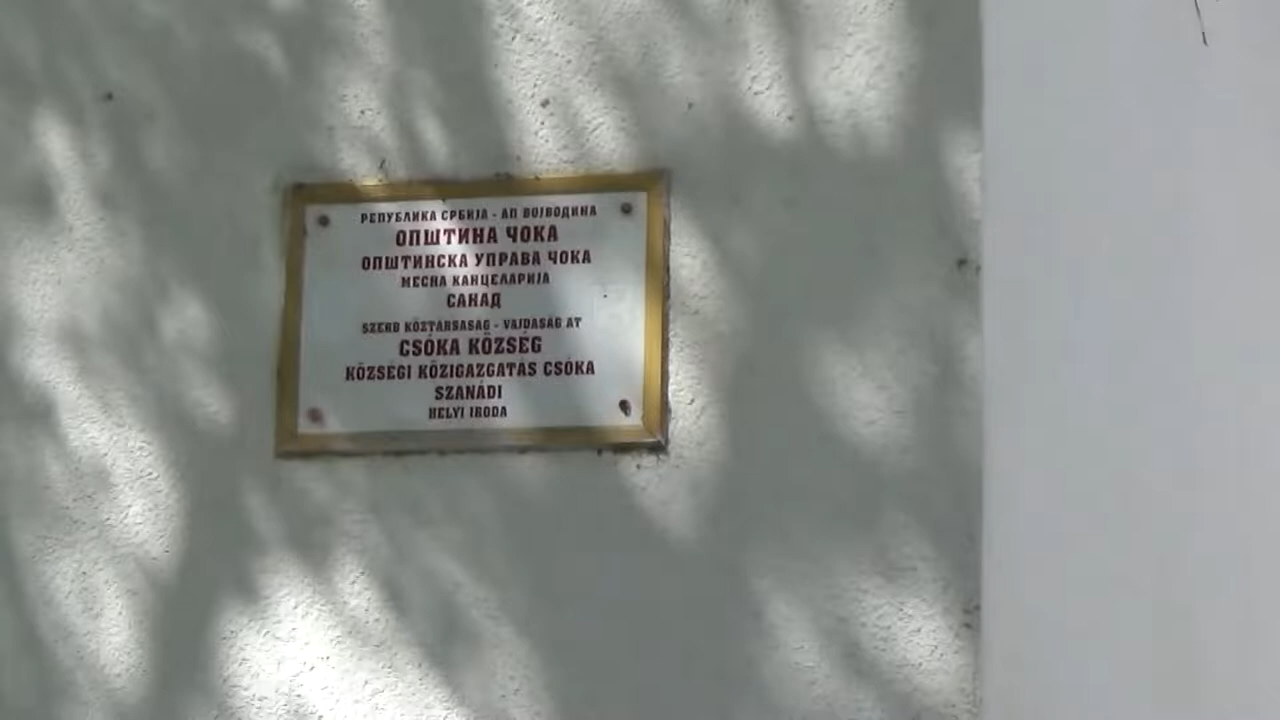 РЕПУБЛИКА СРБИЈА - АП ВОЈВОДИНА
ОПШТИНА ЧОКА
ОПШТИНСКА УПРАВА ЧОКА
МЕСНА КАНЦЕЛАРИЈА
САНАД
SZERB KÖZTÁRSASÁG - VAJDASÁG AT
CSÓKA KÖZSÉG
KÖZSÉGI KÖZIGAZGATÁS CSÓKA
SZANÁDI
HELYI IRODA